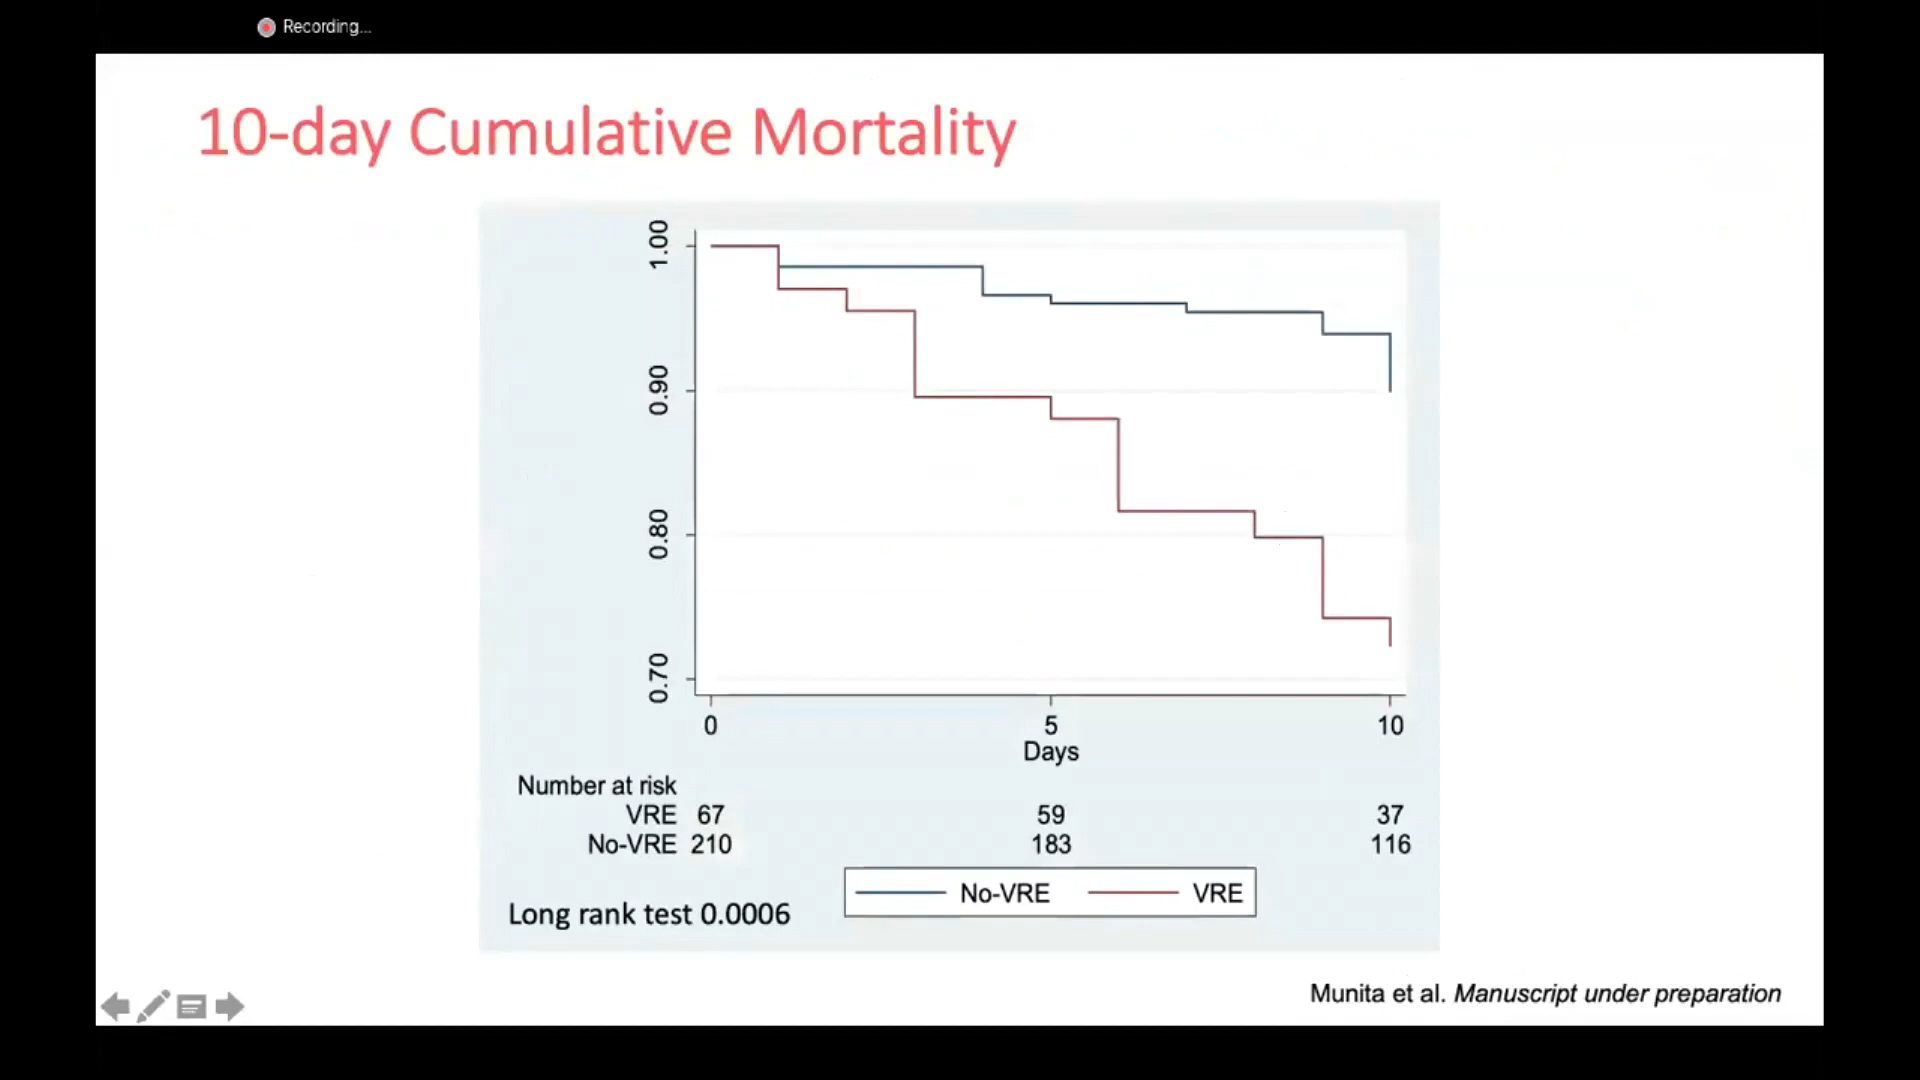 Recording...
10-day Cumulative Mortality
1.00
0.90
0.80
0.70
0 5 10
Days
Number at risk
VRE 67 59 37
No-VRE 210 183 116
No-VRE VRE
Long rank test 0.0006
Munita et al. Manuscript under preparation